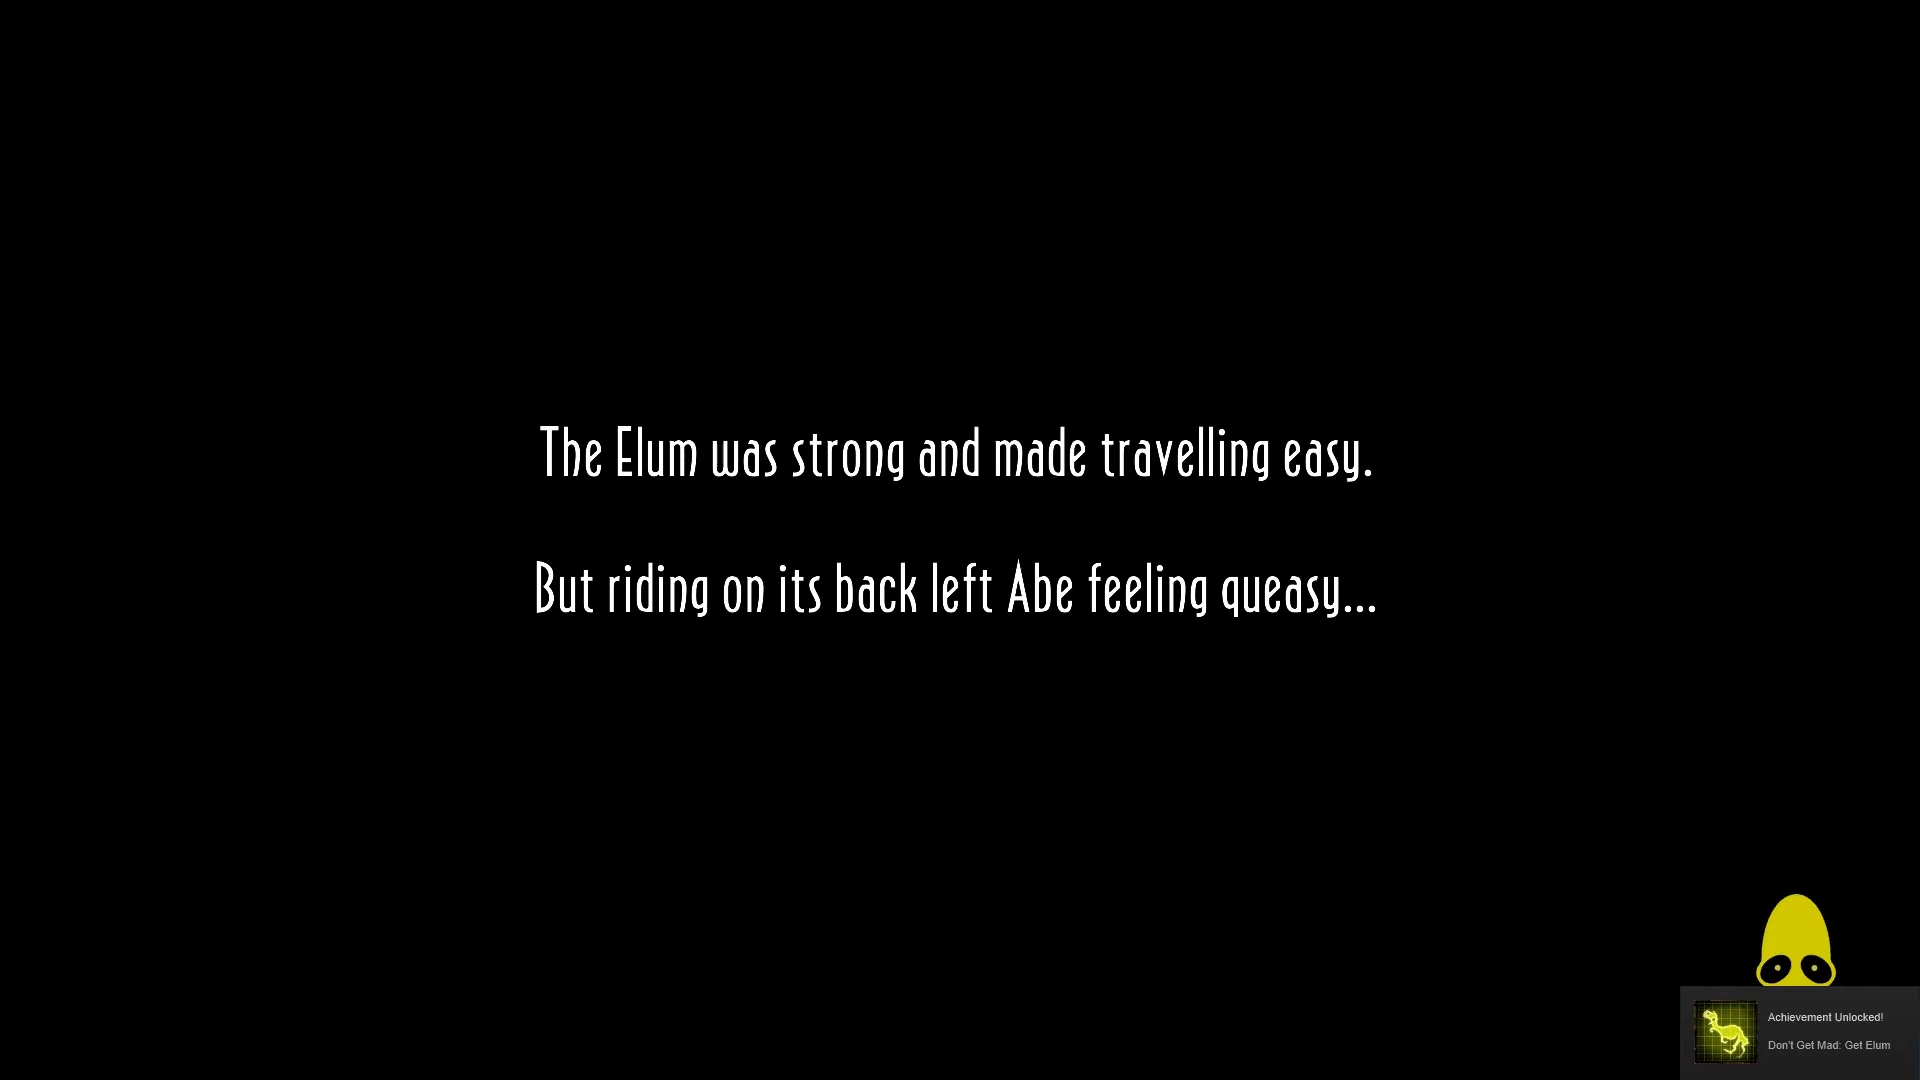 The Elum was strong and made travelling easy.
But riding on its back left Abe feeling queasy...
Achievement Unlocked!
Don't Get Mad: Get Elum